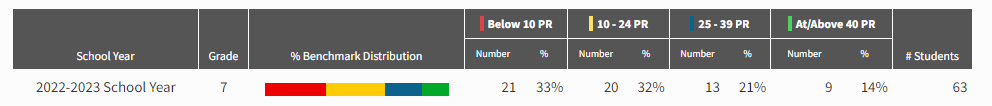 Below 10 PR 10 - 24 PR 25 - 39 PR At/Above 40 PR
School Year Grade % Benchmark Distribution Number % Number % Number % Number % # Students
2022-2023 School Year 7 21 33% 20 32% 13 21% 9 14% 63